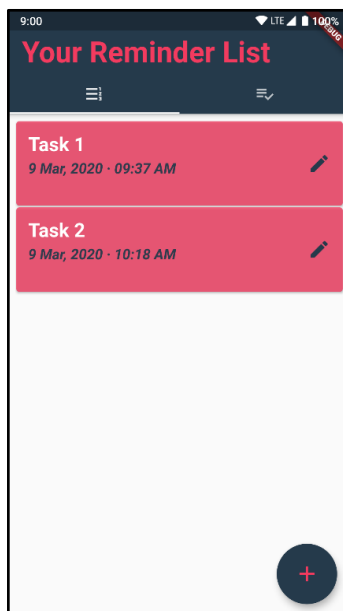 9:00 LTE 100%
DEBUG
Your Reminder List
Task 1
9 Mar, 2020 · 09:37 AM
Task 2
9 Mar, 2020 · 10:18 AM